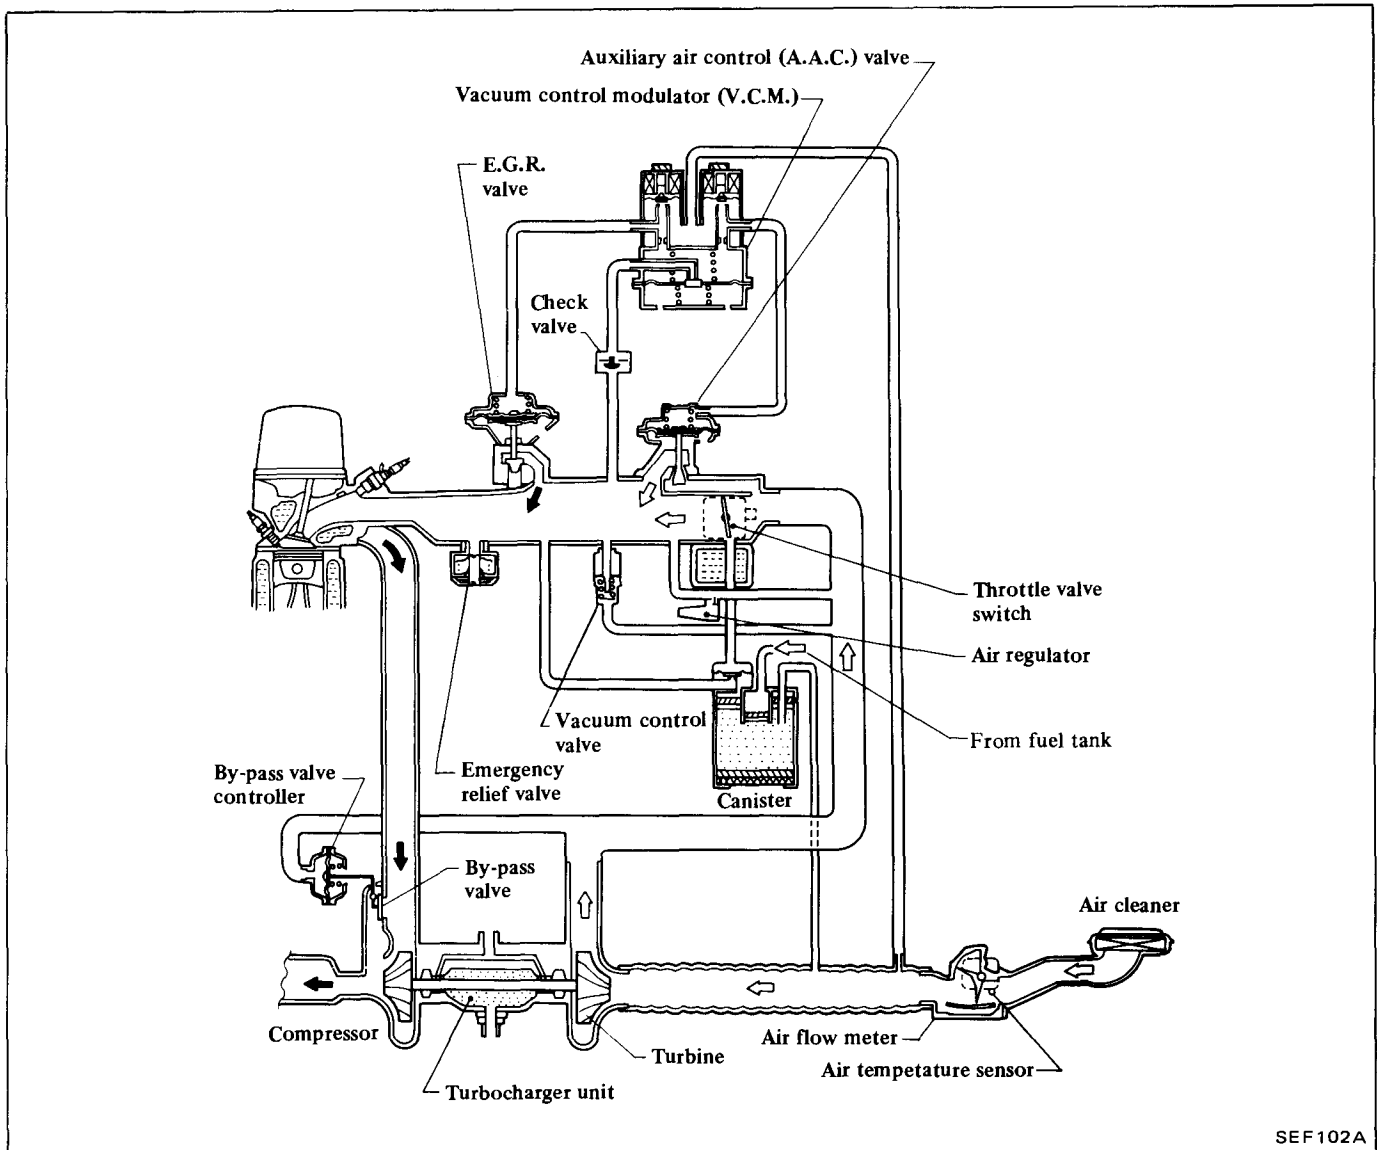 Auxiliary air control (A.A.C.) valve
Vacuum control modulator (V.C.M.)
E.G.R.
valve
Check
valve
Throttle valve
switch
Air regulator
From fuel tank
Vacuum control
valve
Emergency
relief valve
Canister
By-pass valve
controller
By-pass
valve
Air cleaner
Compressor
Turbine
Turbocharger unit
Air flow meter
Air tempetature sensor
SEF102A